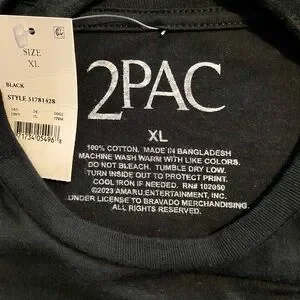 SIZE
XL
BLACK
STYLE 51781628
2PAC
XL
100% COTTON. MADE IN BANGLADESH
MACHINE WASH WARM WITH LIKE COLORS.
DO NOT BLEACH. TUMBLE DRY LOW.
TURN INSIDE OUT TO PROTECT PRINT.
COOL IRON IF NEEDED. RN# 102050
©2023 AMARU ENTERTAINMENT, INC.
UNDER LICENSE TO BRAVADO MERCHANDISING.
ALL RIGHTS RESERVED.